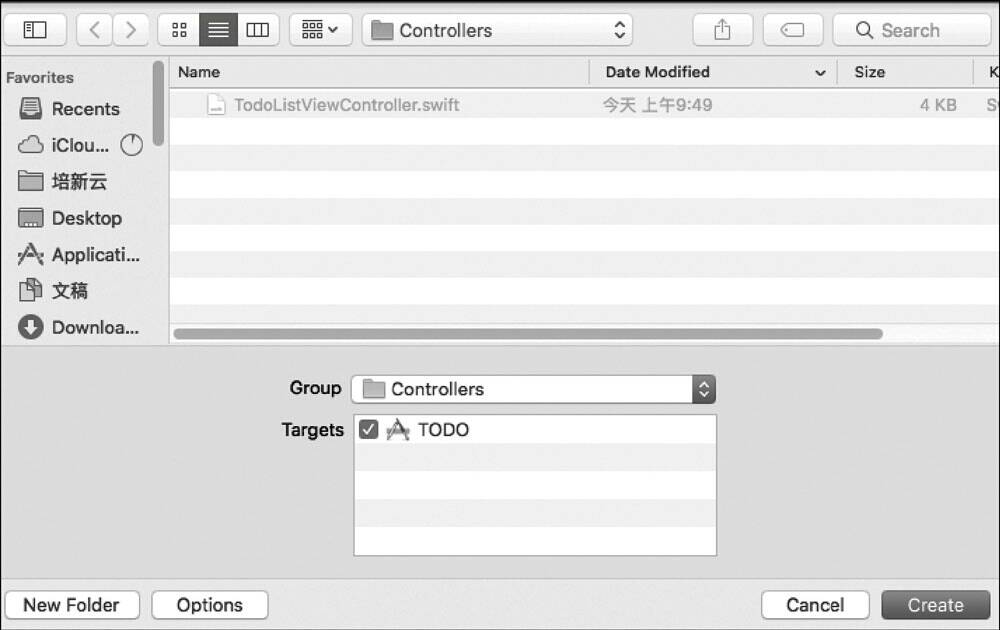 Controllers
Search
Favorites
Name Date Modified Size K
Recents
TodoListViewController.swift 今天 上午9:49 4 KB S
iClou...
培新云
Desktop
Applicati...
文稿
Downloa...
Group Controllers
Targets TODO
New Folder Options Cancel Create